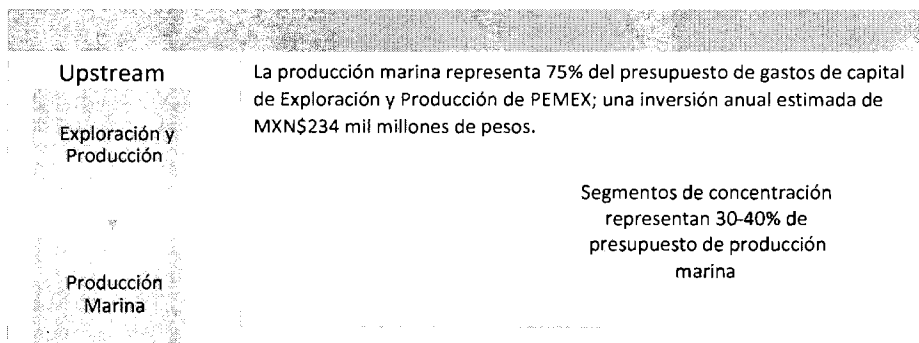 Upstream
La producción marina representa 75% del presupuesto de gastos de capital
de Exploración y Producción de PEMEX; una inversión anual estimada de
MXN$234 mil millones de pesos.
Exploración y
Producción
Segmentos de concentración
representan 30-40% de
presupuesto de producción
marina
Producción
Marina